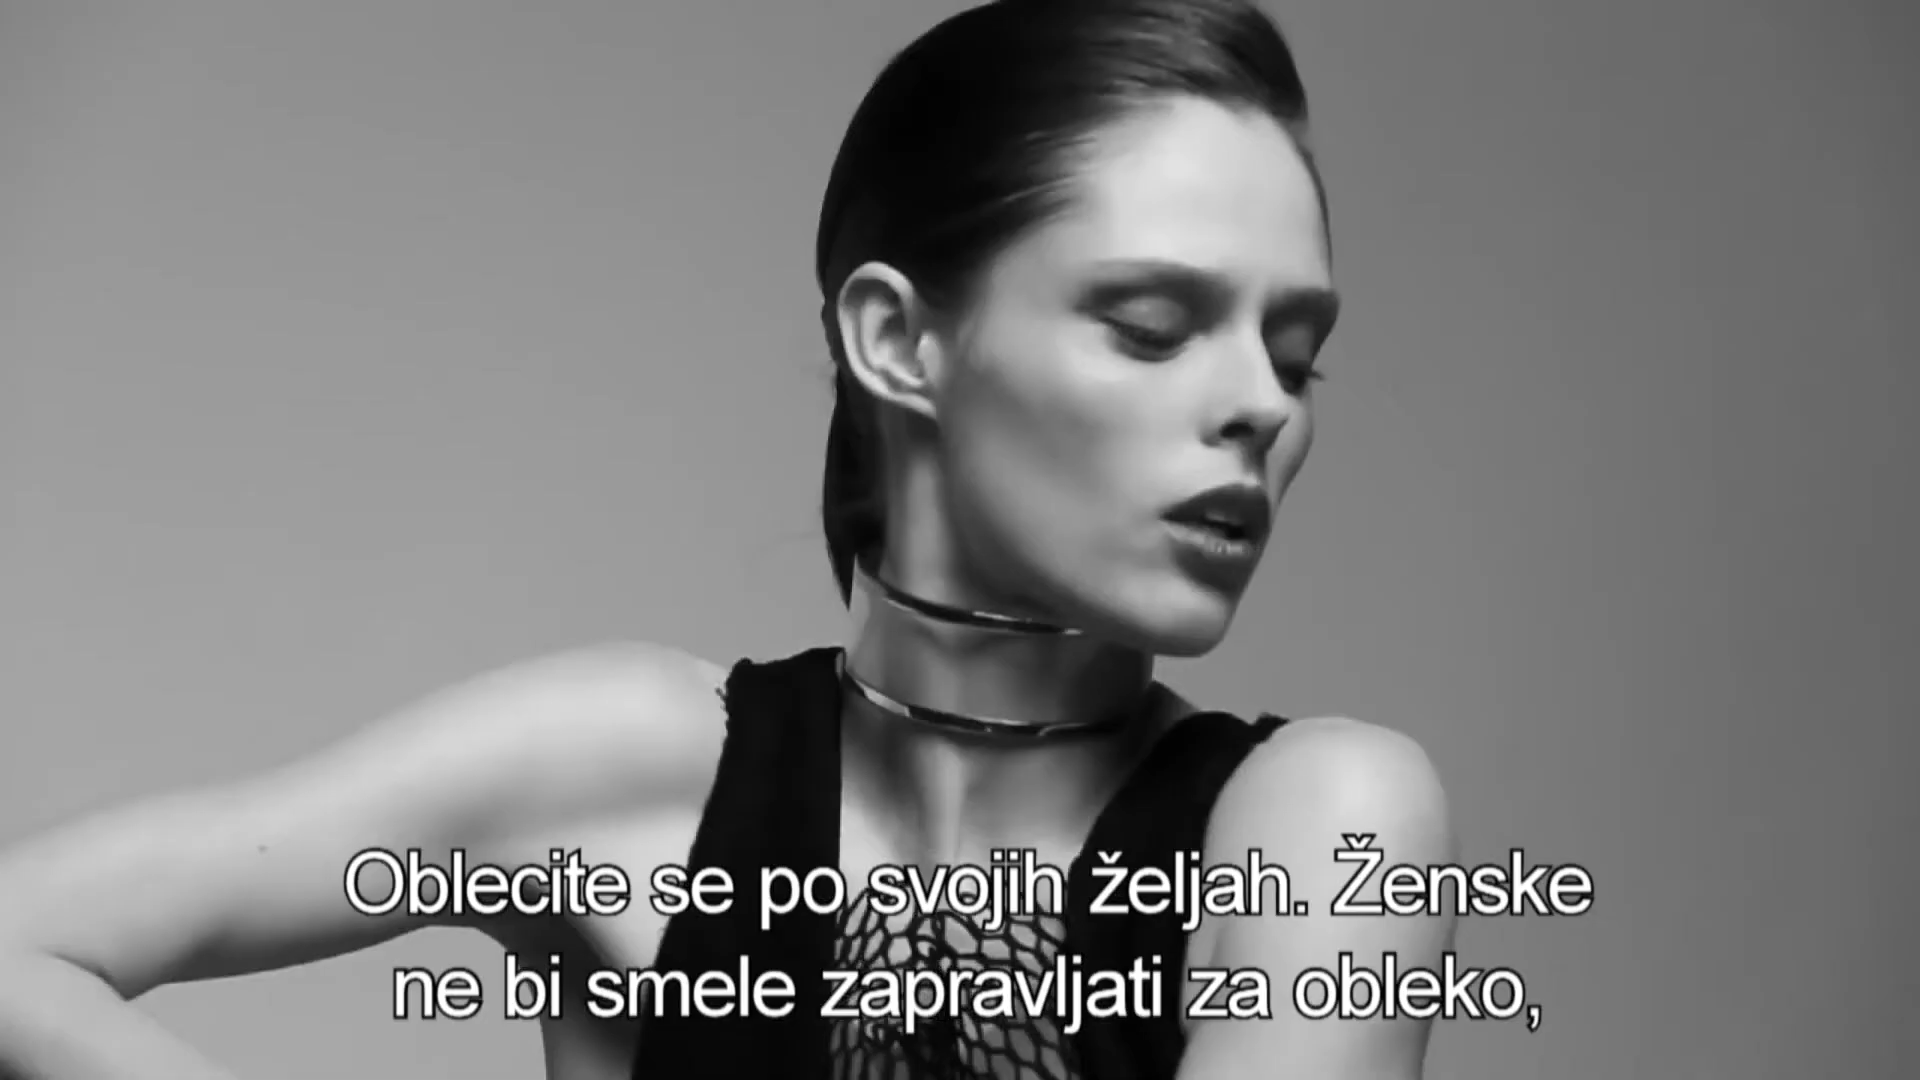 Oblecite se po svojih željah. Ženske
ne bi smele zapravljati za obleko,